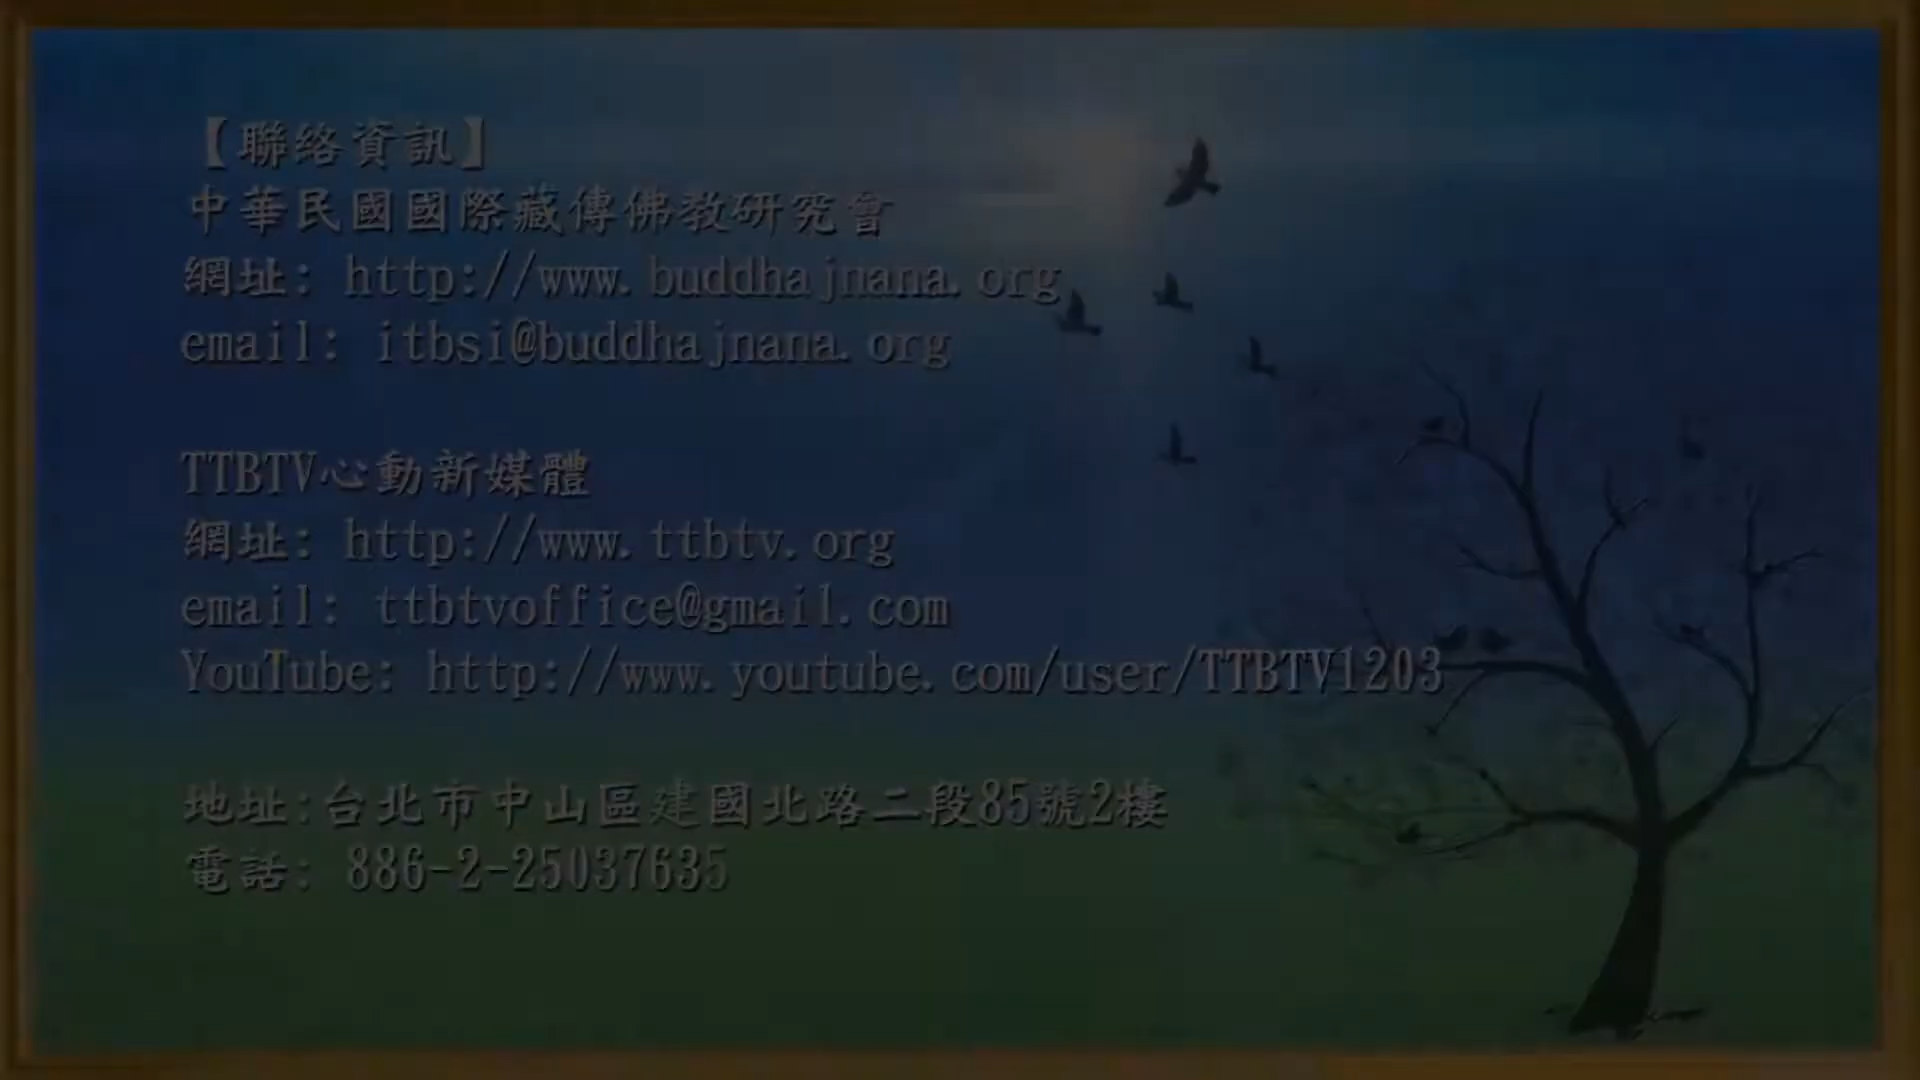 【聯絡資訊】
中華民國國際藏傳佛教研究會
網址: http://www.buddhajnana.org
email: itbsi@buddhajnana.org
TTBTV心動新媒體
網址: http://www.ttbtv.org
email: ttbtvoffice@gmail.com
YouTube: http://www.youtube.com/user/TTBTV1203
地址:台北市中山區建國北路二段85號2樓
電話: 886-2-25037635